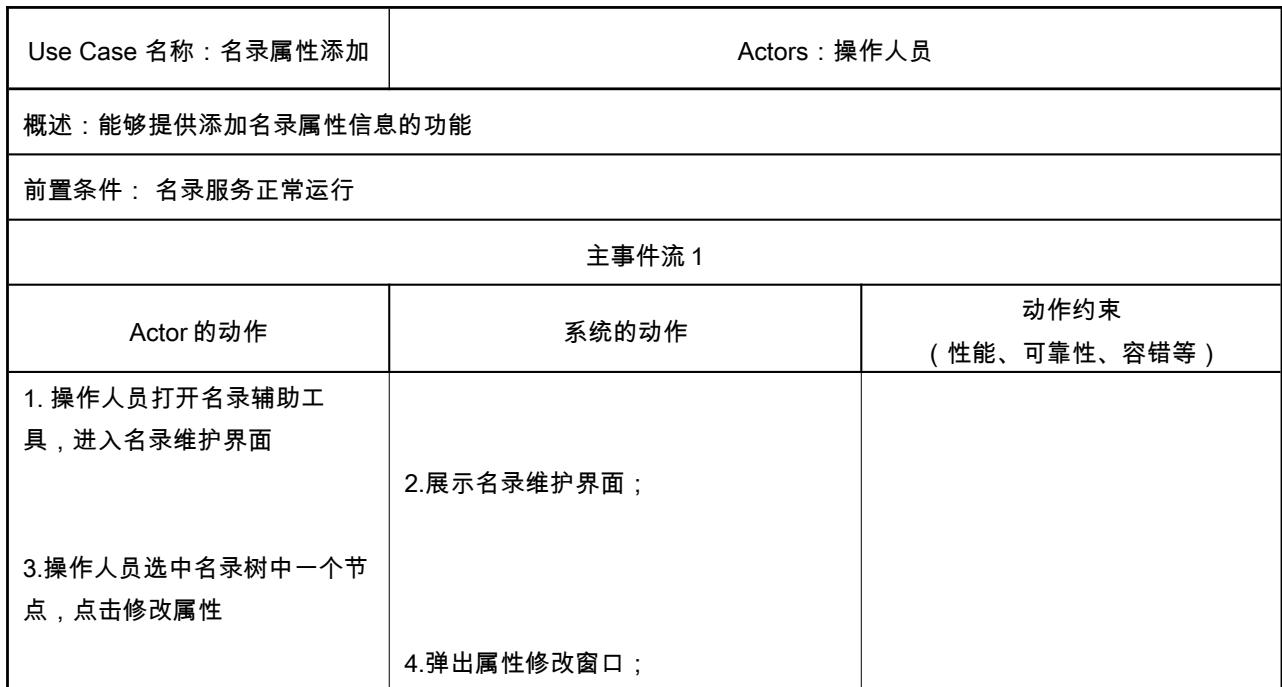 Use Case 名称：名录属性添加
Actors：操作人员
概述：能够提供添加名录属性信息的功能
前置条件： 名录服务正常运行
主事件流 1
Actor 的动作
系统的动作
动作约束
（性能、可靠性、容错等）
1. 操作人员打开名录辅助工
具，进入名录维护界面
2.展示名录维护界面；
3.操作人员选中名录树中一个节
点，点击修改属性
4.弹出属性修改窗口；